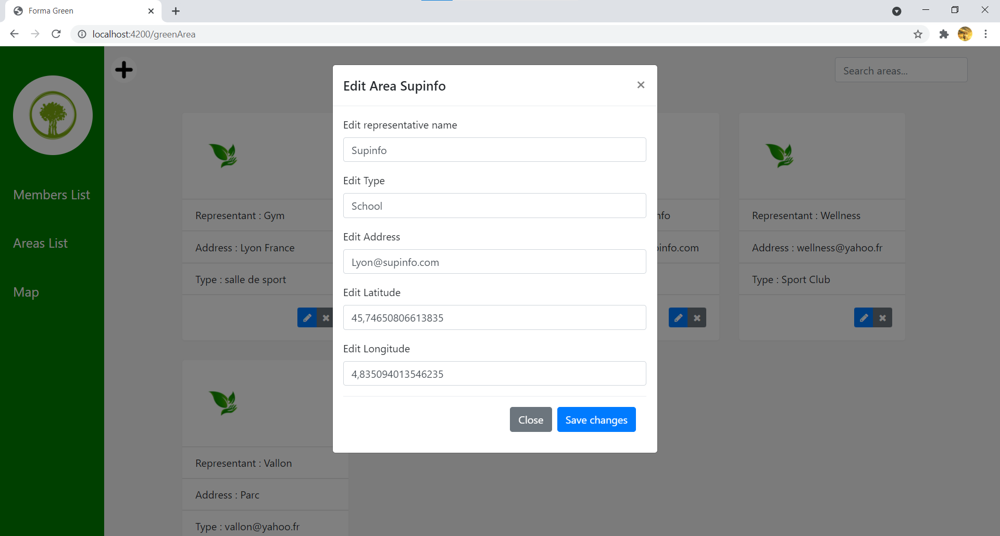 Forma Green
localhost:4200/greenArea
Search areas...
Members List
Areas List
Map
Edit Area Supinfo
Edit representative name
Supinfo
Edit Type
School
Edit Address
Lyon@supinfo.com
Edit Latitude
45,74650806613835
Edit Longitude
4,835094013546235
Close Save changes
Representant : Gym
Address : Lyon France
Type : salle de sport
nfo
info.com
Representant : Wellness
Address : wellness@yahoo.fr
Type : Sport Club
Representant : Vallon
Address : Parc
Type : vallon@yahoo.fr